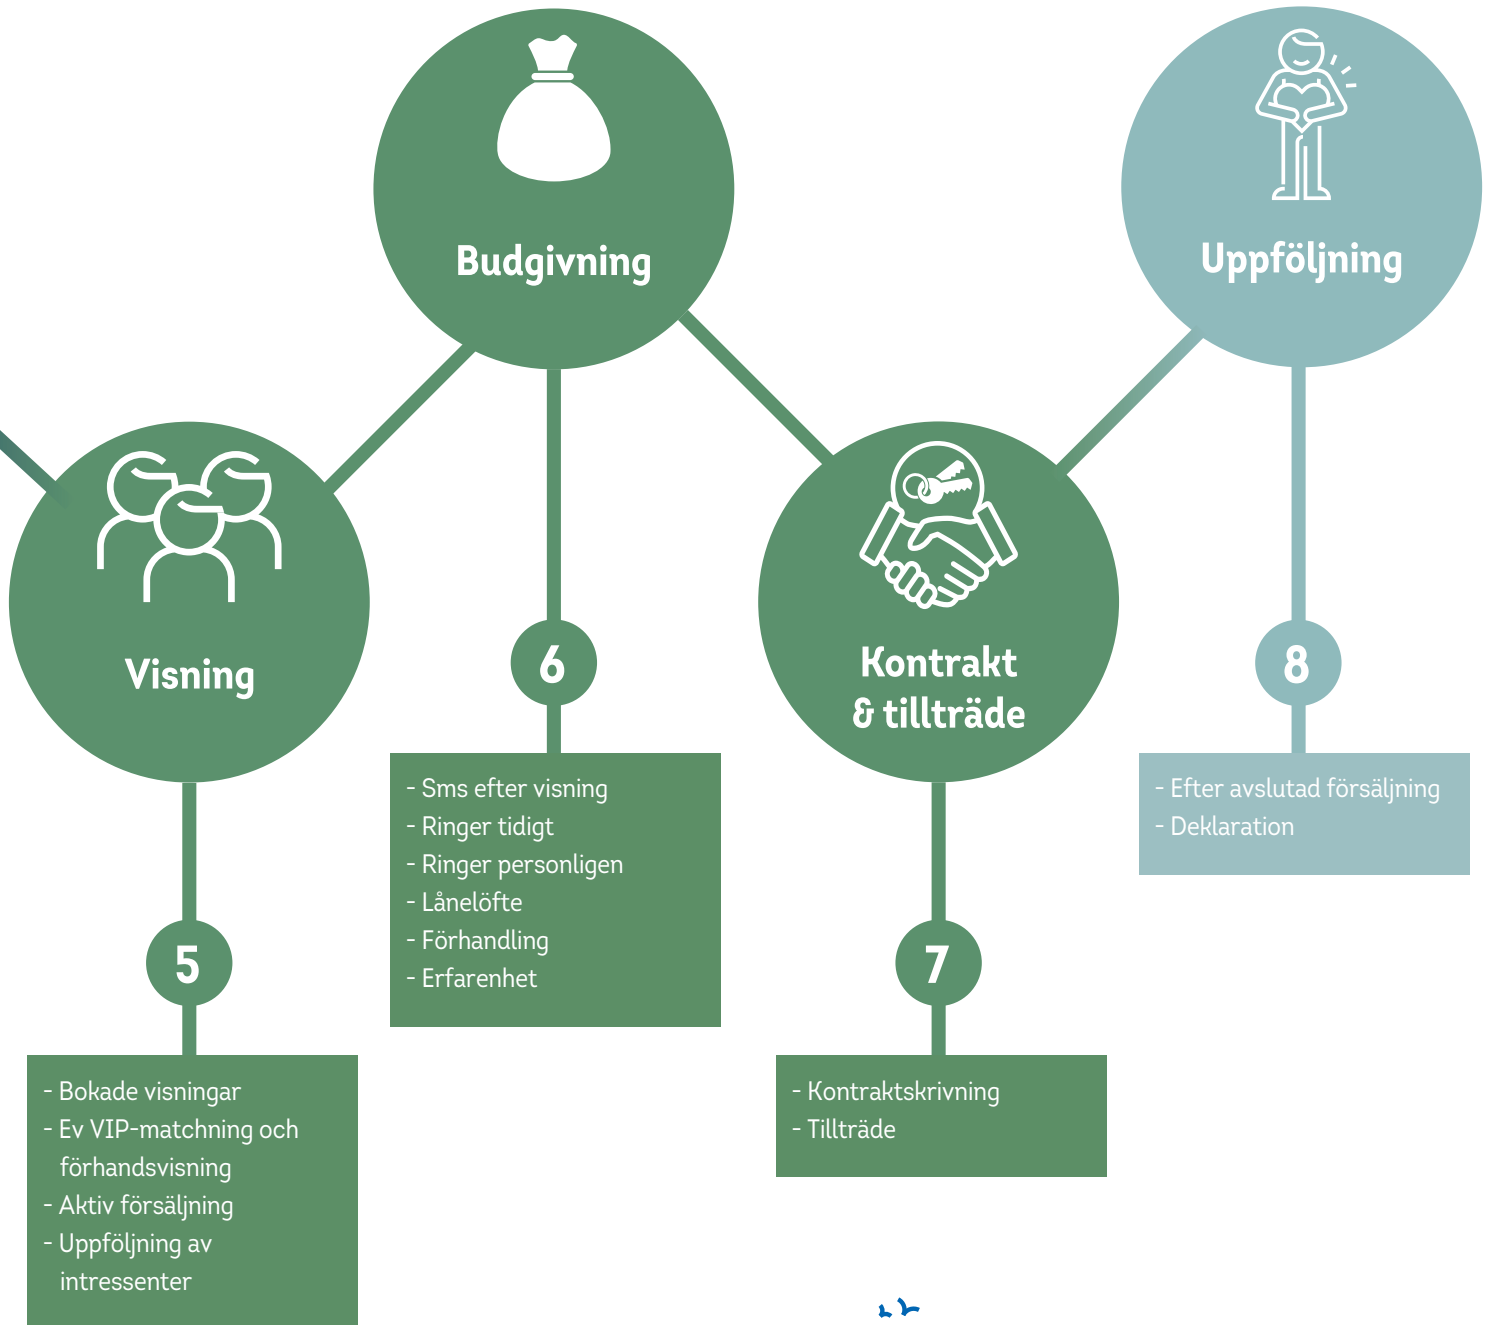 Visning
5
- Bokade visningar
- Ev VIP-matchning och
förhandsvisning
- Aktiv försäljning
- Uppföljning av
intressenter
Budgivning
6
- Sms efter visning
- Ringer tidigt
- Ringer personligen
- Lånelöfte
- Förhandling
- Erfarenhet
Kontrakt
& tillträde
7
- Kontraktskrivning
- Tillträde
Uppföljning
8
- Efter avslutad försäljning
- Deklaration